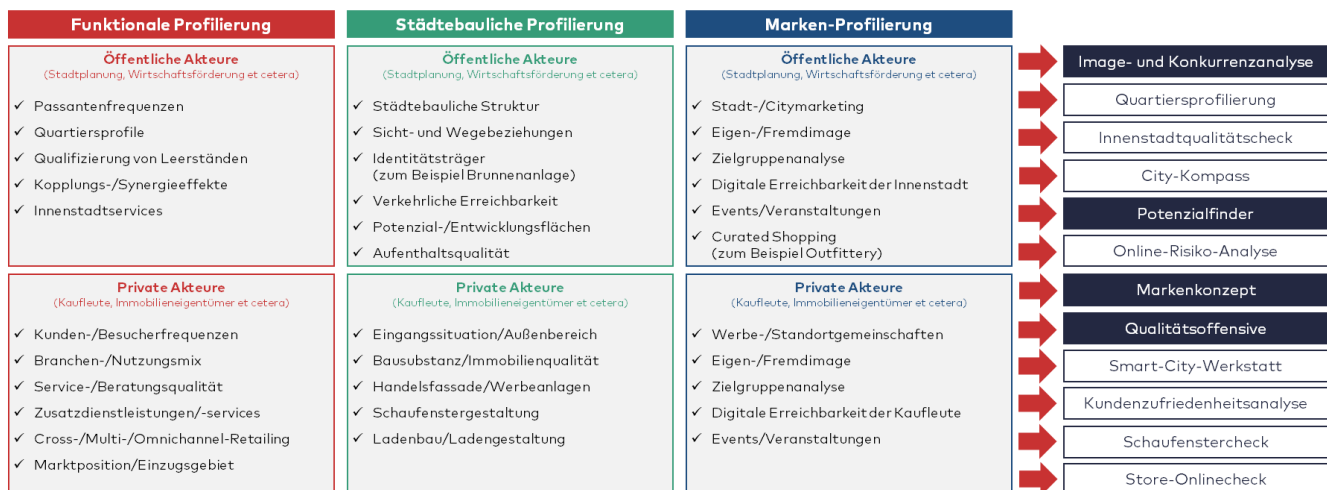 Funktionale Profilierung
Öffentliche Akteure
(Stadtplanung, Wirtschaftsförderung et cetera)
✓ Passantenfrequenzen
✓ Quartiersprofile
✓ Qualifizierung von Leerständen
✓ Kopplungs-/Synergieeffekte
✓ Innenstadtservices
Private Akteure
(Kaufleute, Immobilieneigentümer et cetera)
✓ Kunden-/Besucherfrequenzen
✓ Branchen-/Nutzungsmix
✓ Service-/Beratungsqualität
✓ Zusatzdienstleistungen/-services
✓ Cross-/Multi-/Omnichannel-Retailing
✓ Marktposition/Einzugsgebiet
Städtebauliche Profilierung
Öffentliche Akteure
(Stadtplanung, Wirtschaftsförderung et cetera)
✓ Städtebauliche Struktur
✓ Sicht- und Wegebeziehungen
✓ Identitätsträger
(zum Beispiel Brunnenanlage)
✓ Verkehrliche Erreichbarkeit
✓ Potenzial-/Entwicklungsflächen
✓ Aufenthaltsqualität
Private Akteure
(Kaufleute, Immobilieneigentümer et cetera)
✓ Eingangssituation/Außenbereich
✓ Bausubstanz/Immobilienqualität
✓ Handelsfassade/Werbeanlagen
✓ Schaufenstergestaltung
✓ Ladenbau/Ladengestaltung
Marken-Profilierung
Öffentliche Akteure
(Stadtplanung, Wirtschaftsförderung et cetera)
✓ Stadt-/Citymarketing
✓ Eigen-/Fremdimage
✓ Zielgruppenanalyse
✓ Digitale Erreichbarkeit der Innenstadt
✓ Events/Veranstaltungen
✓ Curated Shopping
(zum Beispiel Outfittery)
Private Akteure
(Kaufleute, Immobilieneigentümer et cetera)
✓ Werbe-/Standortgemeinschaften
✓ Eigen-/Fremdimage
✓ Zielgruppenanalyse
✓ Digitale Erreichbarkeit der Kaufleute
✓ Events/Veranstaltungen
Image- und Konkurrenzanalyse
Quartiersprofilierung
Innenstadtqualitätscheck
City-Kompass
Potenzialfinder
Online-Risiko-Analyse
Markenkonzept
Qualitätsoffensive
Smart-City-Werkstatt
Kundenzufriedenheitsanalyse
Schaufenstercheck
Store-Onlinecheck